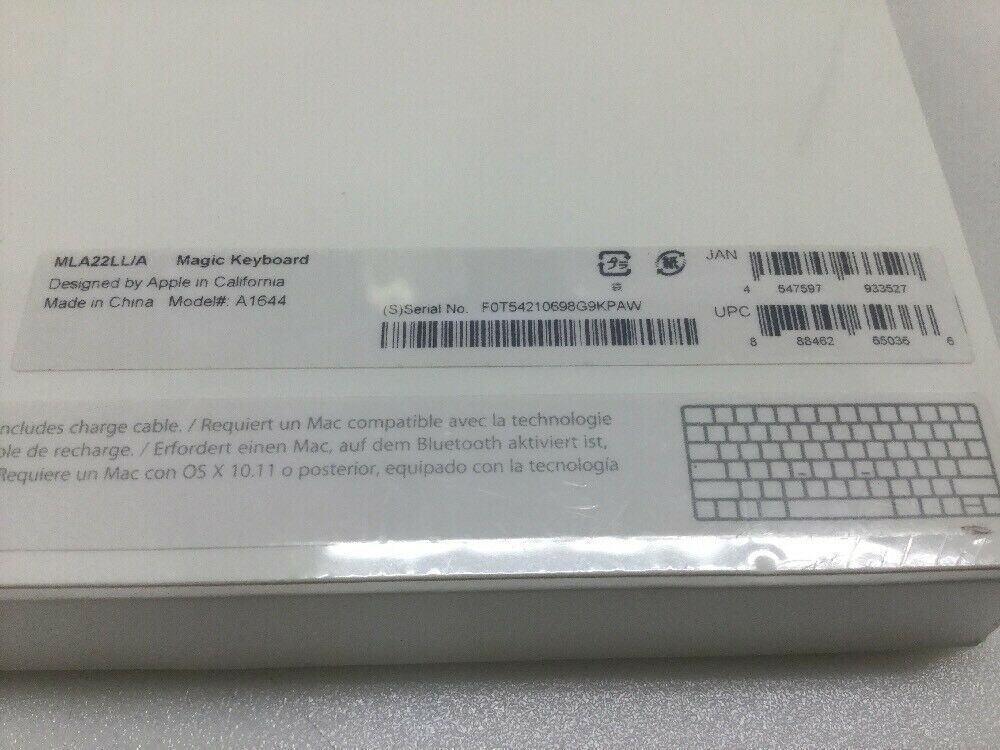 MLA22LL/A Magic Keyboard
Designed by Apple in California
Made in China Model#: A1644
(S)Serial No. F0T54210698G9KPAW
プラ
紙
JAN
4 547597 933527
UPC
8 88462 65036 6
ncludes charge cable. / Requiert un Mac compatible avec la technologie
ble de recharge. / Erfordert einen Mac, auf dem Bluetooth aktiviert ist,
Requiere un Mac con OS X 10.11 o posterior, equipado con la tecnología